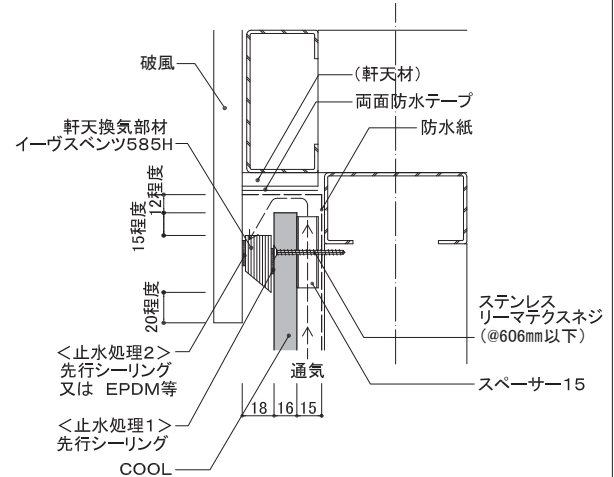 破風
(軒天材)
両面防水テープ
軒天換気部材
イーヴスベンツ585H
防水紙
12程度
15程度
20程度
ステンレス
リーマテクスネジ
(@606mm以下)
＜止水処理2＞
先行シーリング
又は EPDM等
通気
スペーサー15
18 16 15
＜止水処理1＞
先行シーリング
COOL